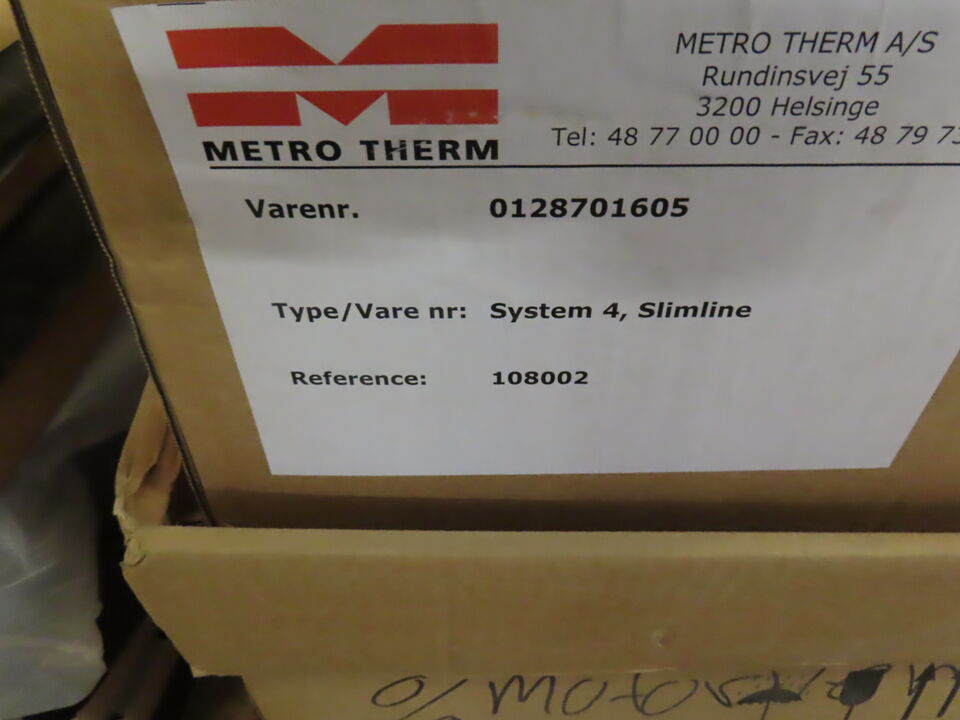 METRO THERM
METRO THERM A/S
Rundinsvej 55
3200 Helsinge
Tel: 48 77 00 00 - Fax: 48 79 73
Varenr. 0128701605
Type/Vare nr: System 4, Slimline
Reference: 108002